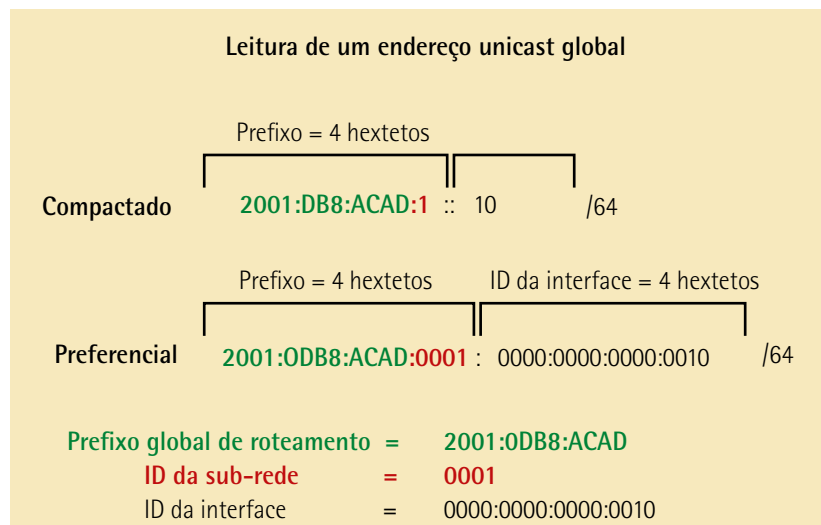 Leitura de um endereço unicast global
Prefixo = 4 hextetos
Compactado 2001:DB8:ACAD:1 :: 10 /64
Prefixo = 4 hextetos ID da interface = 4 hextetos
Preferencial 2001:ODB8:ACAD:0001 : 0000:0000:0000:0010 /64
Prefixo global de roteamento = 2001:0DB8:ACAD
ID da sub-rede = 0001
ID da interface = 0000:0000:0000:0010